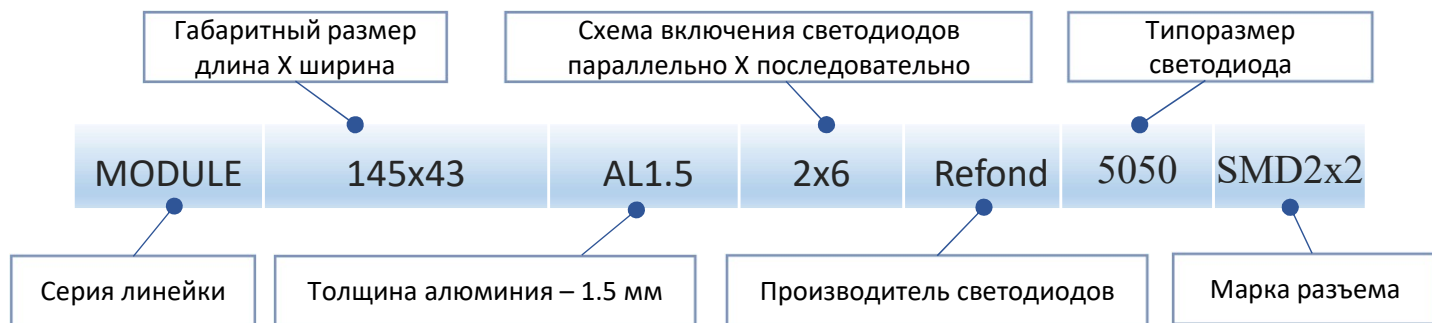 Габаритный размер
длина Х ширина
Схема включения светодиодов
параллельно Х последовательно
Типоразмер
светодиода
MODULE 145x43 AL1.5 2x6 Refond 5050 SMD2x2
Серия линейки
Толщина алюминия – 1.5 мм
Производитель светодиодов
Марка разъема